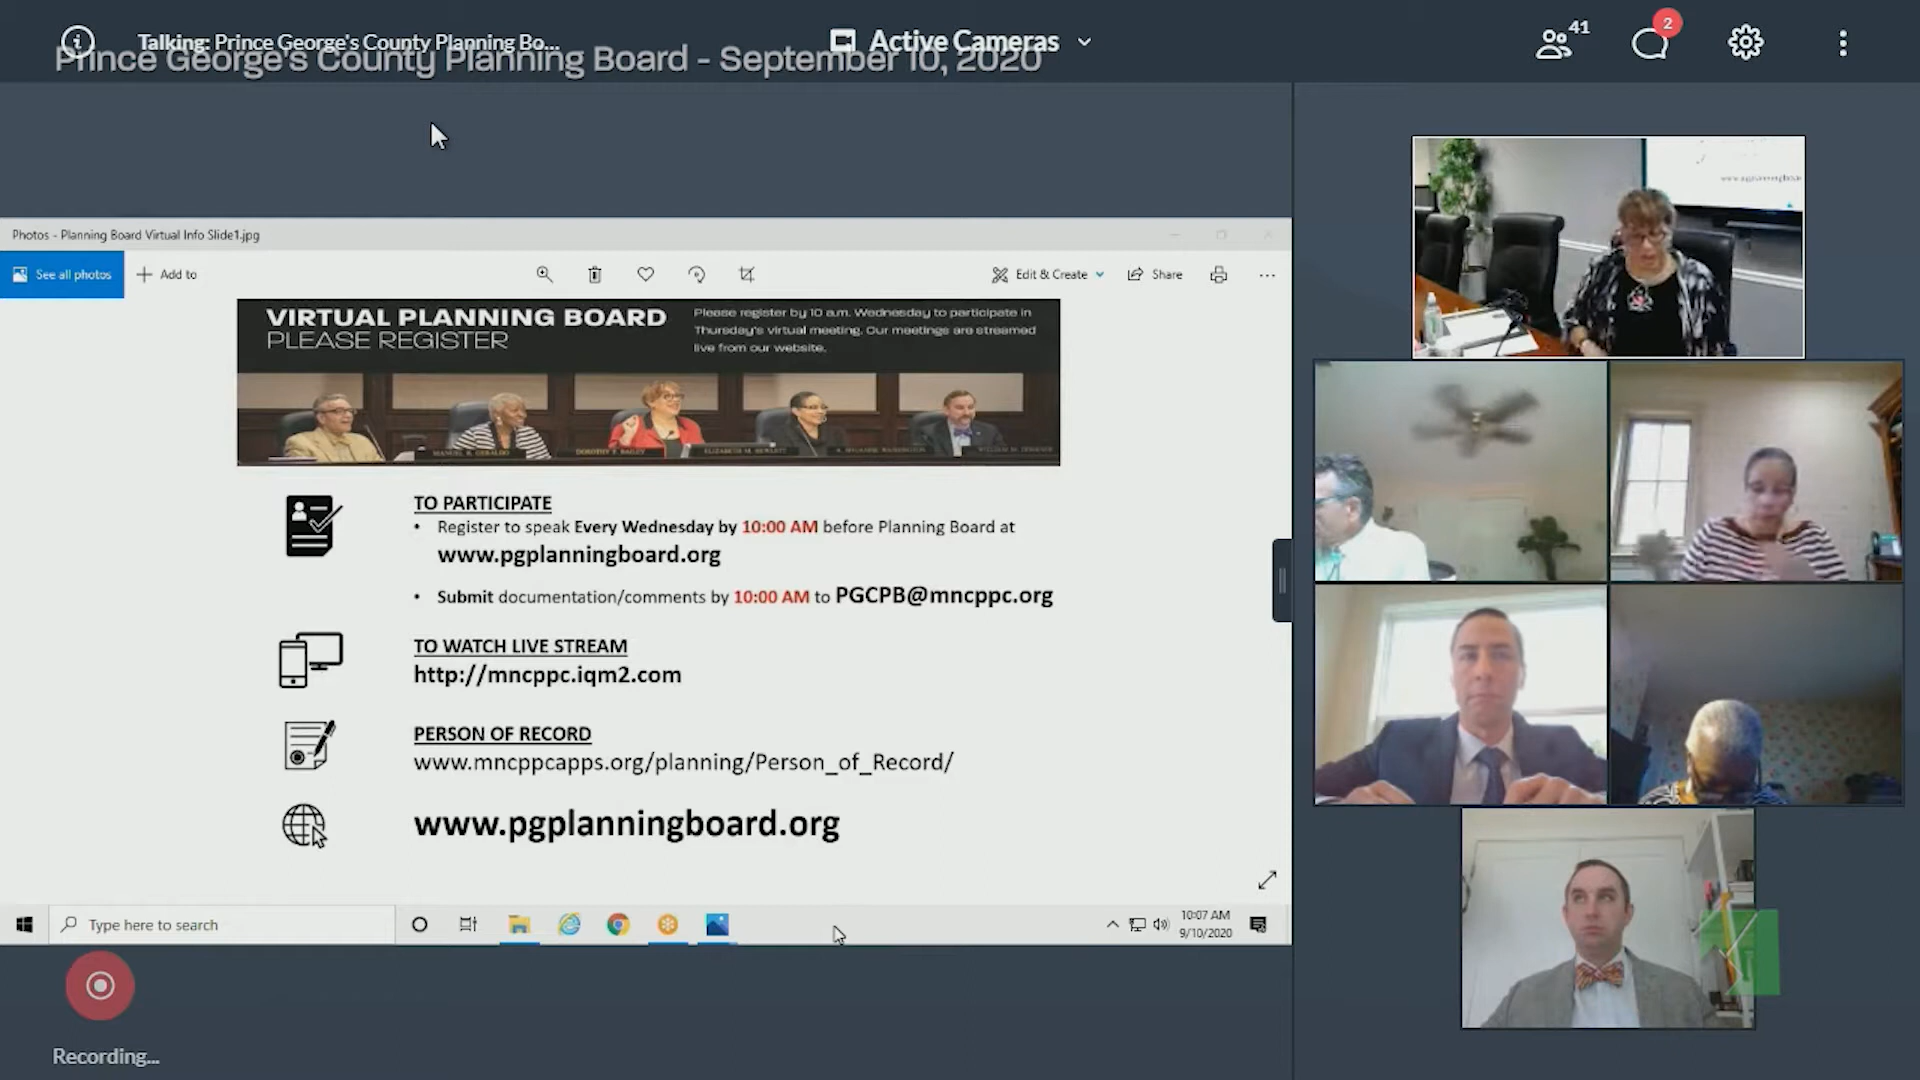 Talking: Prince George's County Planning Bo...
Active Cameras
41
2
Prince George's County Planning Board - September 10, 2020
Photos - Planning Board Virtual Info Slide1.jpg
See all photos
Add to
Edit & Create
Share
VIRTUAL PLANNING BOARD
PLEASE REGISTER
Please register by 10 a.m. Wednesday to participate in
Thursday's virtual meeting. Our meetings are streamed
live from our website.
MANUEL R. GERALDO
DOROTHY F. BAILEY
ELIZABETH M. HEWLETT
TO PARTICIPATE
• Register to speak Every Wednesday by 10:00 AM before Planning Board at
www.pgplanningboard.org
• Submit documentation/comments by 10:00 AM to PGCPB@mncppc.org
TO WATCH LIVE STREAM
http://mncppc.iqm2.com
PERSON OF RECORD
www.mncppcapps.org/planning/Person_of_Record/
www.pgplanningboard.org
Type here to search
10:07 AM
9/10/2020
Recording...